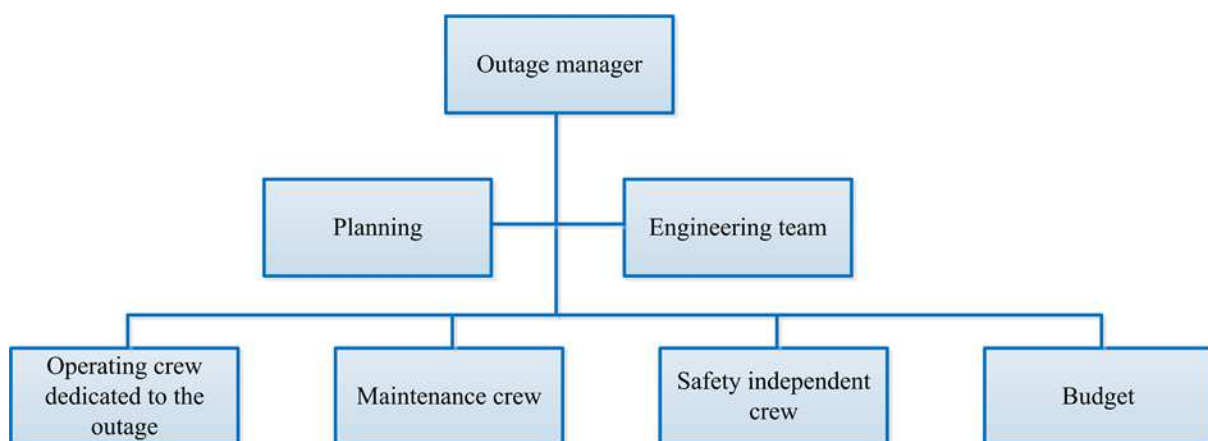 Outage manager
Planning
Engineering team
Operating crew
dedicated to the
outage
Maintenance crew
Safety independent
crew
Budget